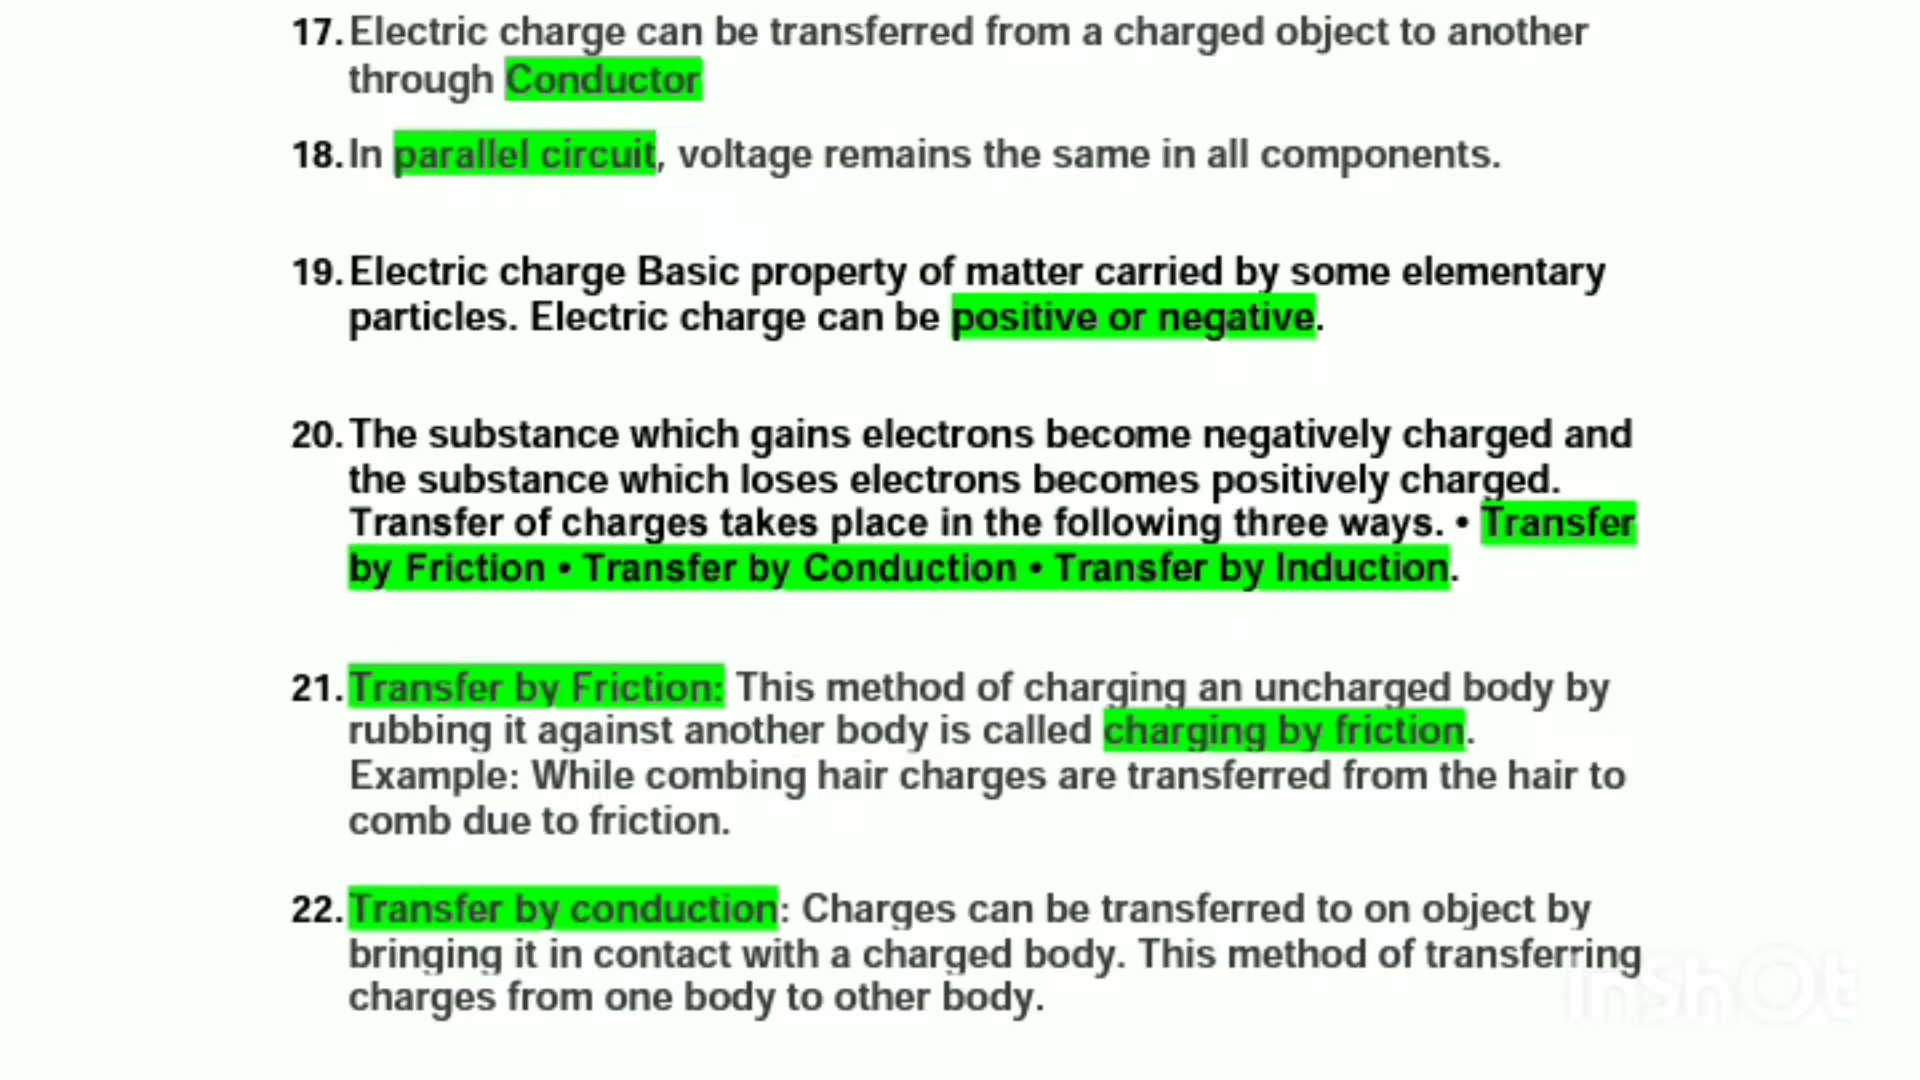 17. Electric charge can be transferred from a charged object to another
through Conductor
18. In parallel circuit, voltage remains the same in all components.
19. Electric charge Basic property of matter carried by some elementary
particles. Electric charge can be positive or negative.
20. The substance which gains electrons become negatively charged and
the substance which loses electrons becomes positively charged.
Transfer of charges takes place in the following three ways. • Transfer
by Friction • Transfer by Conduction • Transfer by Induction.
21. Transfer by Friction: This method of charging an uncharged body by
rubbing it against another body is called charging by friction.
Example: While combing hair charges are transferred from the hair to
comb due to friction.
22. Transfer by conduction: Charges can be transferred to on object by
bringing it in contact with a charged body. This method of transferring
charges from one body to other body.
InShOt